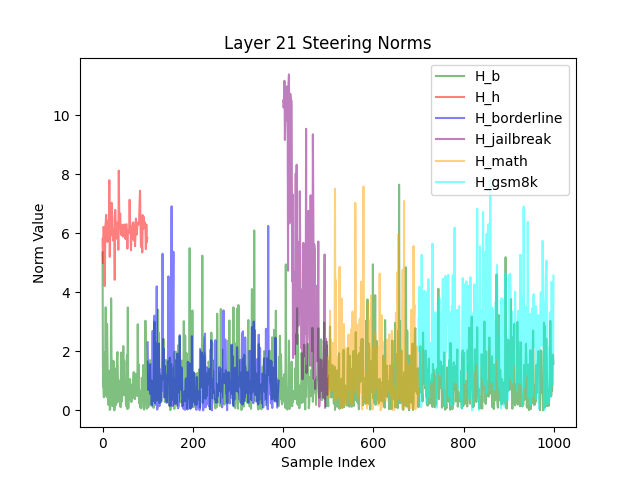 Layer 21 Steering Norms
Norm Value
10
8
6
4
2
0
0 200 400 600 800 1000
Sample Index
H_b
H_h
H_borderline
H_jailbreak
H_math
H_gsm8k